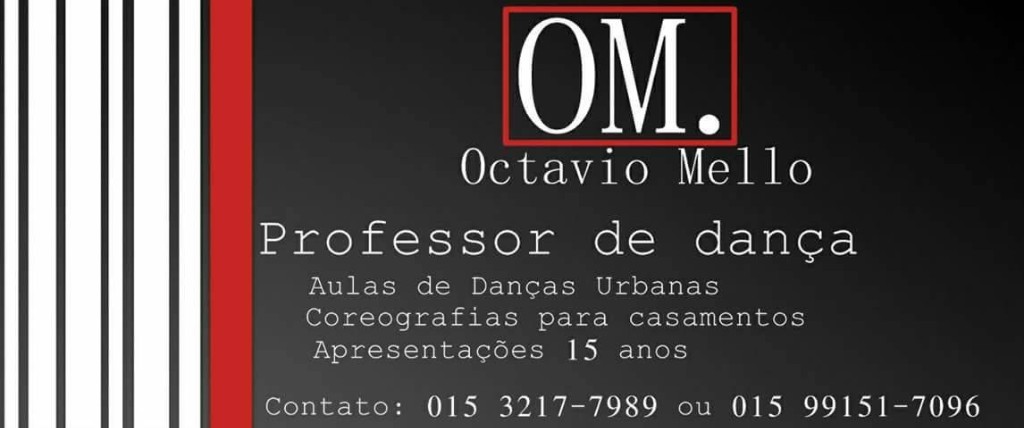 OM.
Octavio Mello
Professor de dança
Aulas de Danças Urbanas
Coreografias para casamentos
Apresentações 15 anos
Contato: 015 3217-7989 ou 015 99151-7096